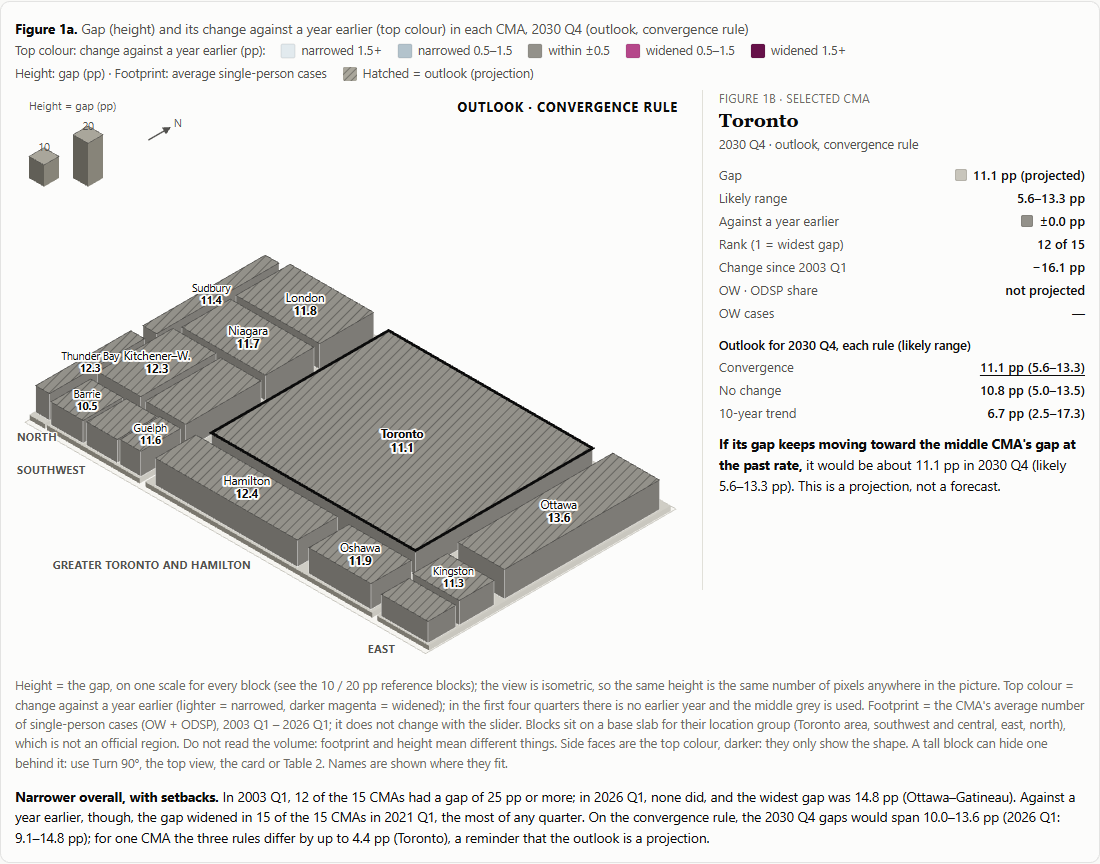 Figure 1a. Gap (height) and its change against a year earlier (top colour) in each CMA, 2030 Q4 (outlook, convergence rule)
Top colour: change against a year earlier (pp): narrowed 1.5+ narrowed 0.5–1.5 within ±0.5 widened 0.5–1.5 widened 1.5+
Height: gap (pp) · Footprint: average single-person cases Hatched = outlook (projection)
Height = gap (pp)
10
20
N
OUTLOOK · CONVERGENCE RULE
Sudbury
11.4
London
11.8
Niagara
11.7
Thunder Bay
12.3
Kitchener–W.
12.3
Barrie
10.5
Guelph
11.6
Toronto
11.1
Hamilton
12.4
Ottawa
13.6
Oshawa
11.9
Kingston
11.3
NORTH
SOUTHWEST
GREATER TORONTO AND HAMILTON
EAST
FIGURE 1B · SELECTED CMA
Toronto
2030 Q4 · outlook, convergence rule
Gap 11.1 pp (projected)
Likely range 5.6–13.3 pp
Against a year earlier ±0.0 pp
Rank (1 = widest gap) 12 of 15
Change since 2003 Q1 −16.1 pp
OW · ODSP share not projected
OW cases —
Outlook for 2030 Q4, each rule (likely range)
Convergence 11.1 pp (5.6–13.3)
No change 10.8 pp (5.0–13.5)
10-year trend 6.7 pp (2.5–17.3)
If its gap keeps moving toward the middle CMA's gap at
the past rate, it would be about 11.1 pp in 2030 Q4 (likely
5.6–13.3 pp). This is a projection, not a forecast.
Height = the gap, on one scale for every block (see the 10 / 20 pp reference blocks); the view is isometric, so the same height is the same number of pixels anywhere in the picture. Top colour =
change against a year earlier (lighter = narrowed, darker magenta = widened); in the first four quarters there is no earlier year and the middle grey is used. Footprint = the CMA's average number
of single-person cases (OW + ODSP), 2003 Q1 – 2026 Q1; it does not change with the slider. Blocks sit on a base slab for their location group (Toronto area, southwest and central, east, north),
which is not an official region. Do not read the volume: footprint and height mean different things. Side faces are the top colour, darker: they only show the shape. A tall block can hide one
behind it: use Turn 90°, the top view, the card or Table 2. Names are shown where they fit.
Narrower overall, with setbacks. In 2003 Q1, 12 of the 15 CMAs had a gap of 25 pp or more; in 2026 Q1, none did, and the widest gap was 14.8 pp (Ottawa–Gatineau). Against a
year earlier, though, the gap widened in 15 of the 15 CMAs in 2021 Q1, the most of any quarter. On the convergence rule, the 2030 Q4 gaps would span 10.0–13.6 pp (2026 Q1:
9.1–14.8 pp); for one CMA the three rules differ by up to 4.4 pp (Toronto), a reminder that the outlook is a projection.